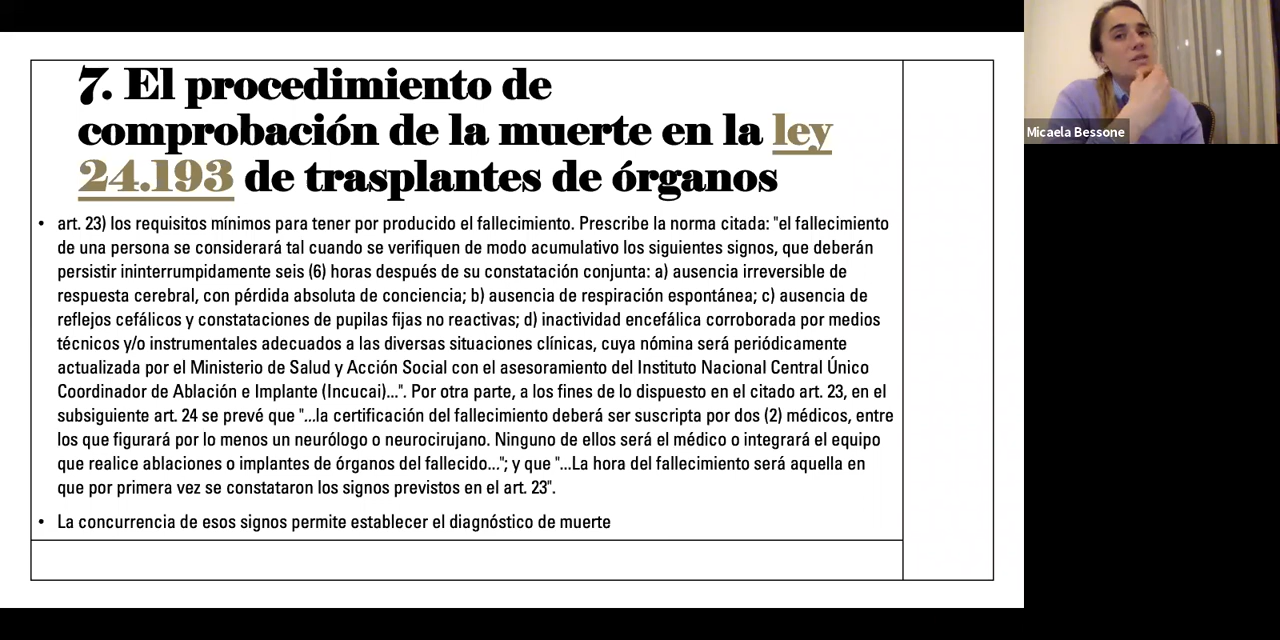 7. El procedimiento de
comprobación de la muerte en la ley
24.193 de trasplantes de órganos
• art. 23) los requisitos mínimos para tener por producido el fallecimiento. Prescribe la norma citada: "el fallecimiento
de una persona se considerará tal cuando se verifiquen de modo acumulativo los siguientes signos, que deberán
persistir ininterrumpidamente seis (6) horas después de su constatación conjunta: a) ausencia irreversible de
respuesta cerebral, con pérdida absoluta de conciencia; b) ausencia de respiración espontánea; c) ausencia de
reflejos cefálicos y constataciones de pupilas fijas no reactivas; d) inactividad encefálica corroborada por medios
técnicos y/o instrumentales adecuados a las diversas situaciones clínicas, cuya nómina será periódicamente
actualizada por el Ministerio de Salud y Acción Social con el asesoramiento del Instituto Nacional Central Único
Coordinador de Ablación e Implante (Incucai)...". Por otra parte, a los fines de lo dispuesto en el citado art. 23, en el
subsiguiente art. 24 se prevé que "...la certificación del fallecimiento deberá ser suscripta por dos (2) médicos, entre
los que figurará por lo menos un neurólogo o neurocirujano. Ninguno de ellos será el médico o integrará el equipo
que realice ablaciones o implantes de órganos del fallecido..."; y que "...La hora del fallecimiento será aquella en
que por primera vez se constataron los signos previstos en el art. 23".
• La concurrencia de esos signos permite establecer el diagnóstico de muerte
Micaela Bessone